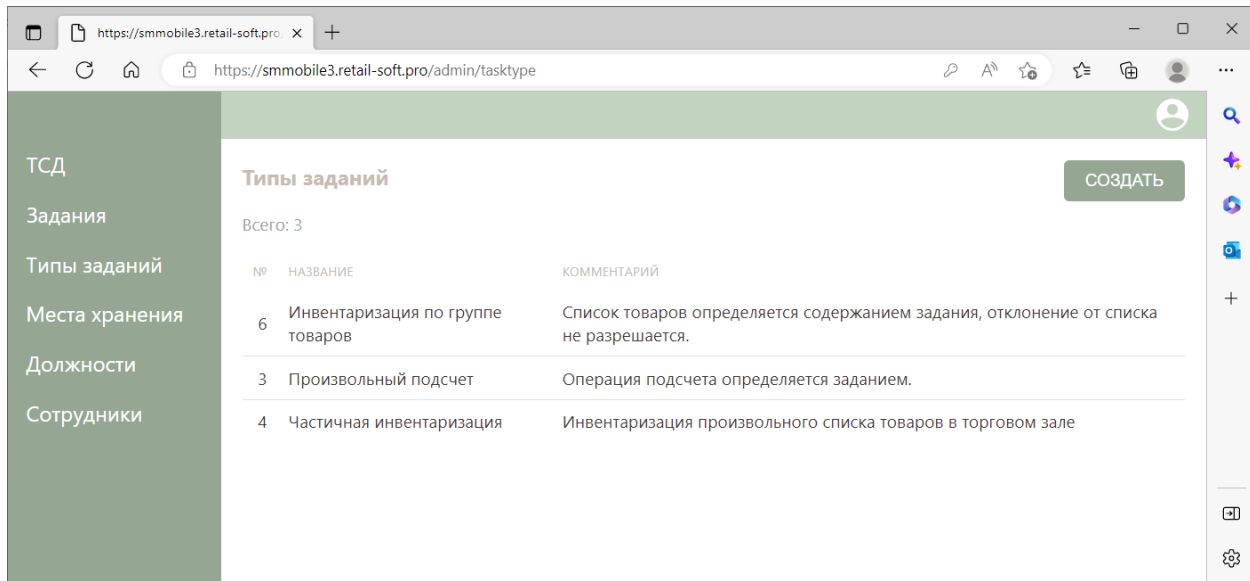 https://smmobile3.retail-soft.pro
https://smmobile3.retail-soft.pro/admin/tasktype
ТСД
Задания
Типы заданий
Места хранения
Должности
Сотрудники
Типы заданий
СОЗДАТЬ
Всего: 3
№ НАЗВАНИЕ КОММЕНТАРИЙ
6 Инвентаризация по группе товаров Список товаров определяется содержанием задания, отклонение от списка не разрешается.
3 Произвольный подсчет Операция подсчета определяется заданием.
4 Частичная инвентаризация Инвентаризация произвольного списка товаров в торговом зале